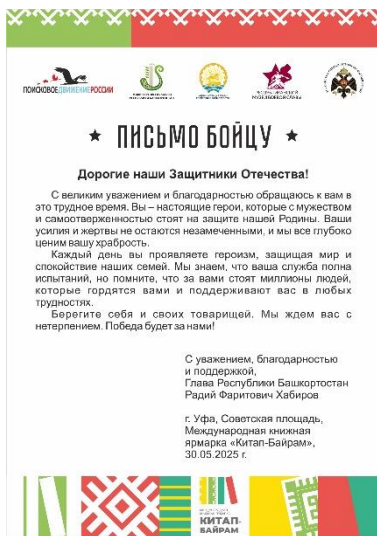 ПОИСКОВОЕДВИЖЕНИЕРОССИИ
★ ПИСЬМО БОЙЦУ ★
Дорогие наши Защитники Отечества!
С великим уважением и благодарностью обращаюсь к вам в
это трудное время. Вы – настоящие герои, которые с мужеством
и самоотверженностью стоят на защите нашей Родины. Ваши
усилия и жертвы не остаются незамеченными, и мы все глубоко
ценим вашу храбрость.
Каждый день вы проявляете героизм, защищая мир и
спокойствие наших семей. Мы знаем, что ваша служба полна
испытаний, но помните, что за вами стоят миллионы людей,
которые гордятся вами и поддерживают вас в любых
трудностях.
Берегите себя и своих товарищей. Мы ждем вас с
нетерпением. Победа будет за нами!
С уважением, благодарностью
и поддержкой,
Глава Республики Башкортостан
Радий Фаритович Хабиров
г. Уфа, Советская площадь,
Международная книжная
ярмарка «Китап-Байрам»,
30.05.2025 г.
КИТАП-
БАЙРАМ